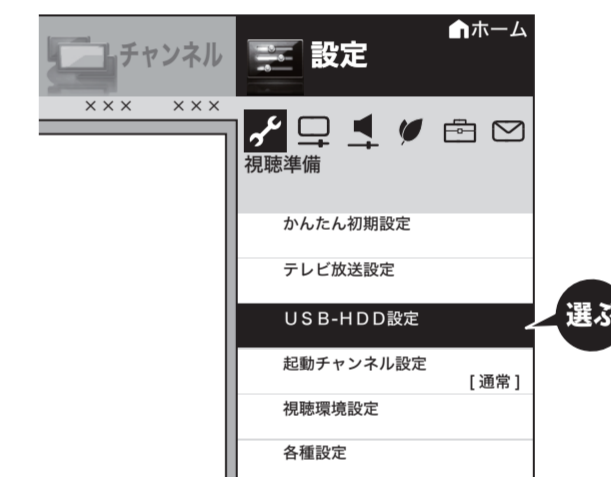 ホーム
チャンネル
設定
××× ×××
視聴準備
かんたん初期設定
テレビ放送設定
USB-HDD設定
選ぶ
起動チャンネル設定
[通常]
視聴環境設定
各種設定